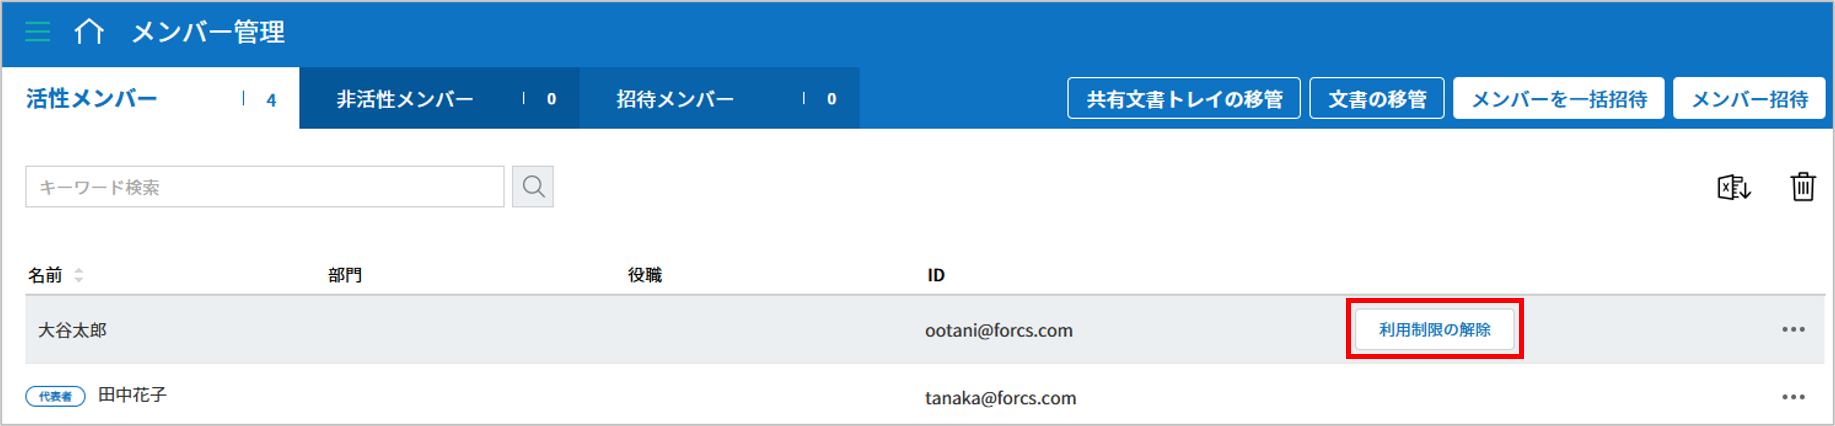 メンバー管理
活性メンバー | 4 非活性メンバー | 0 招待メンバー | 0 共有文書トレイの移管 文書の移管 メンバーを一括招待 メンバー招待
キーワード検索
名前 部門 役職 ID
大谷太郎 ootani@forcs.com 利用制限の解除
代表者 田中花子 tanaka@forcs.com